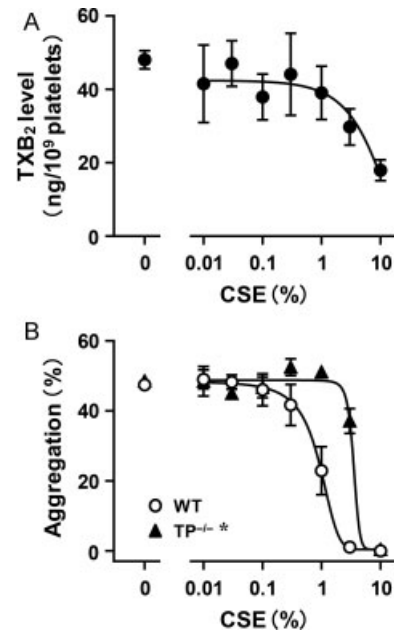 A
TXB₂ level
(ng/10⁹ platelets)
60
40
20
0
0 0.01 0.1 1 10
CSE (%)
B
Aggregation (%)
60
40
20
0
WT
TP⁻/⁻ *
0 0.01 0.1 1 10
CSE (%)